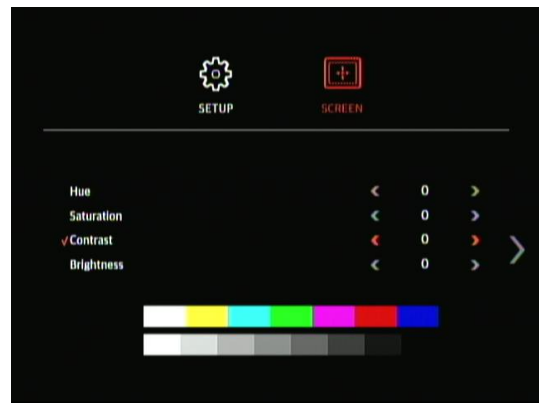 SETUP SCREEN
Hue < 0 >
Saturation < 0 >
√ Contrast < 0 >
Brightness < 0 >